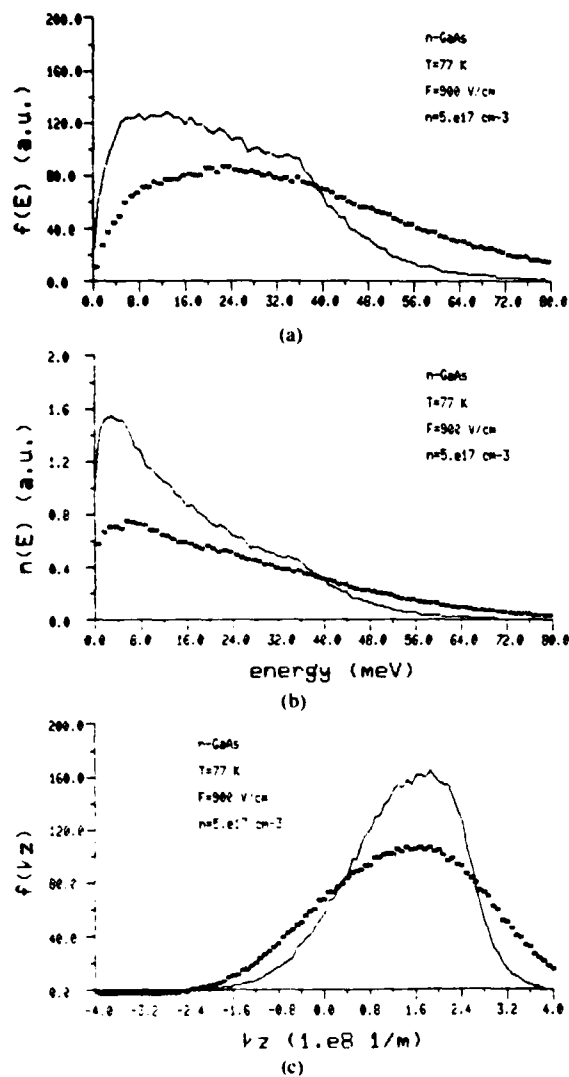 f(E) (a.u.)
200.0
160.0
120.0
80.0
40.0
0.0
n-GaAs
T=77 K
F=900 V/cm
n=5.e17 cm-3
0.0 8.0 16.0 24.0 32.0 40.0 48.0 56.0 64.0 72.0 80.0
(a)
n(E) (a.u.)
2.0
1.6
1.2
0.8
0.4
0.0
n-GaAs
T=77 K
F=900 V/cm
n=5.e17 cm-3
0.0 8.0 16.0 24.0 32.0 40.0 48.0 56.0 64.0 72.0 80.0
energy (meV)
(b)
f(kz)
200.0
160.0
120.0
80.0
40.0
0.0
n-GaAs
T=77 K
F=900 V/cm
n=5.e17 cm-3
-4.0 -3.2 -2.4 -1.6 -0.8 0.0 0.8 1.6 2.4 3.2 4.0
kz (1.e8 1/m)
(c)